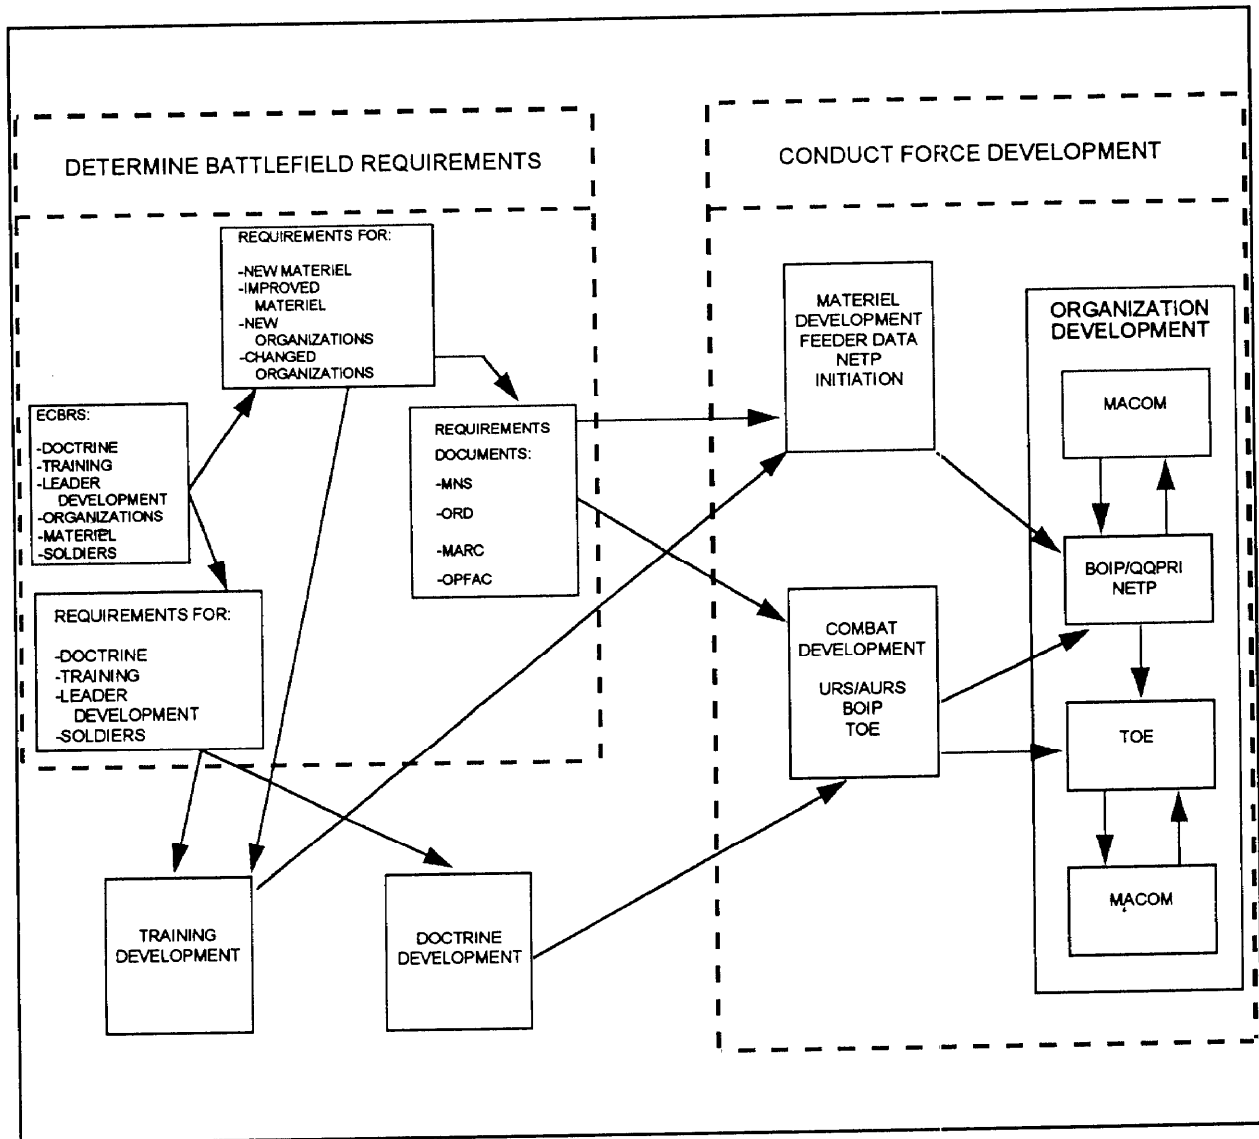 DETERMINE BATTLEFIELD REQUIREMENTS
REQUIREMENTS FOR:
-NEW MATERIEL
-IMPROVED
MATERIEL
-NEW
ORGANIZATIONS
-CHANGED
ORGANIZATIONS
ECBRS:
-DOCTRINE
-TRAINING
-LEADER
DEVELOPMENT
-ORGANIZATIONS
-MATERIEL
-SOLDIERS
REQUIREMENTS
DOCUMENTS:
-MNS
-ORD
-MARC
-OPFAC
REQUIREMENTS FOR:
-DOCTRINE
-TRAINING
-LEADER
DEVELOPMENT
-SOLDIERS
TRAINING
DEVELOPMENT
DOCTRINE
DEVELOPMENT
CONDUCT FORCE DEVELOPMENT
MATERIEL
DEVELOPMENT
FEEDER DATA
NETP
INITIATION
COMBAT
DEVELOPMENT
URS/AURS
BOIP
TOE
ORGANIZATION
DEVELOPMENT
MACOM
BOIP/QQPRI
NETP
TOE
MACOM